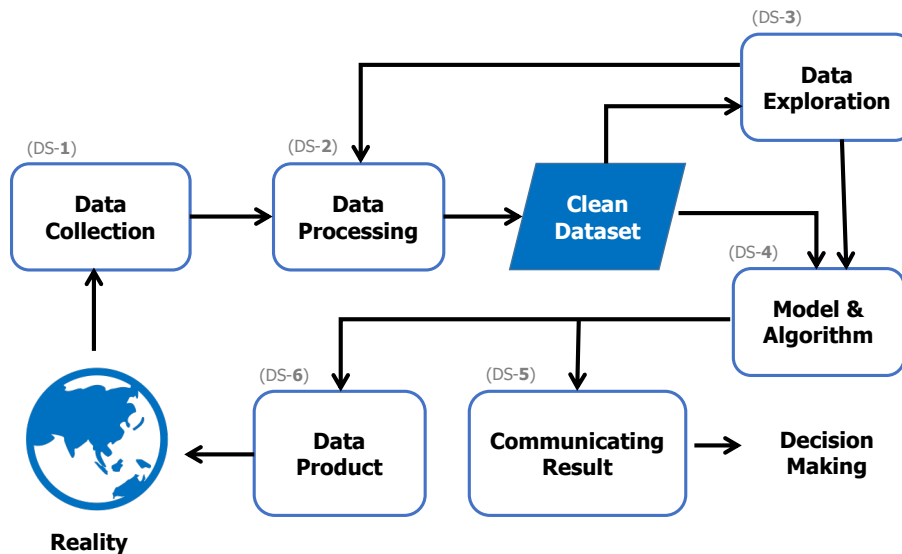 (DS-3)
Data
Exploration
(DS-1)
Data
Collection
(DS-2)
Data
Processing
Clean
Dataset
(DS-4)
Model &
Algorithm
(DS-6)
Data
Product
(DS-5)
Communicating
Result
Decision
Making
Reality